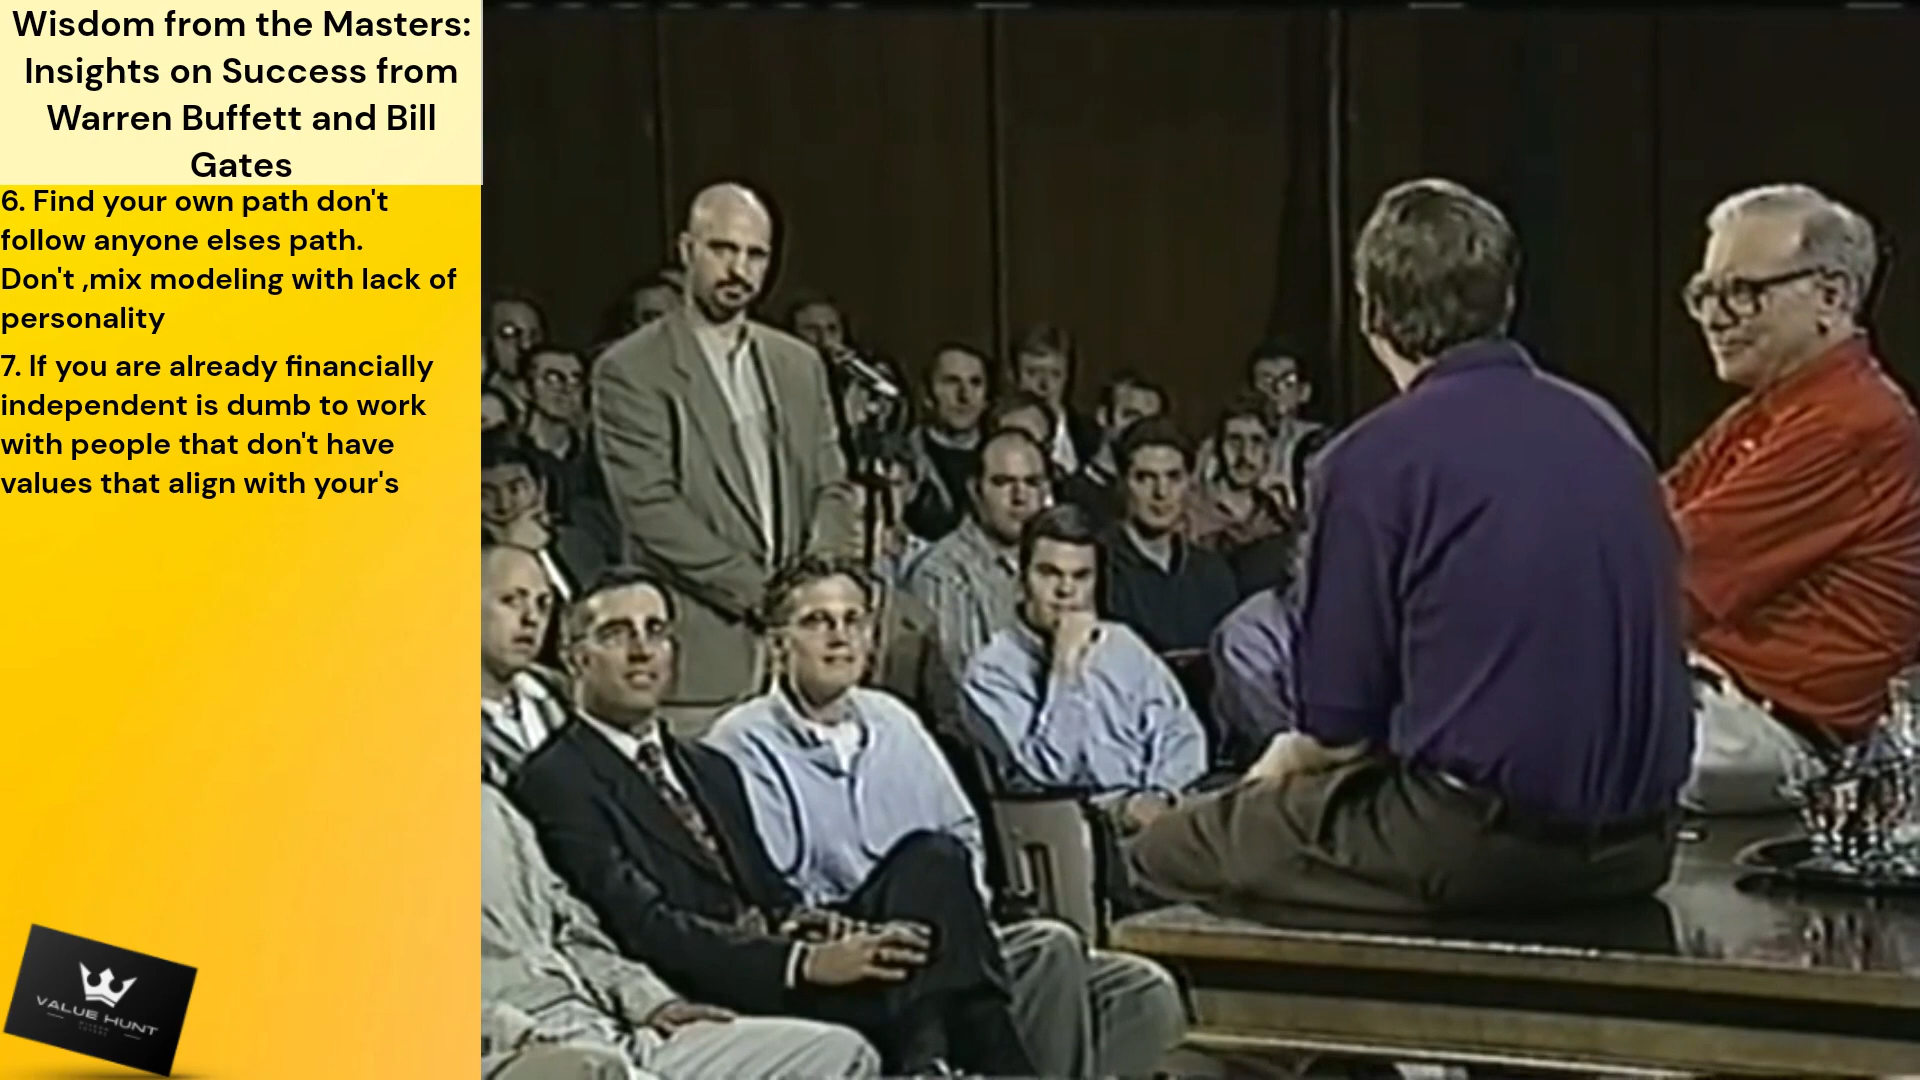 Wisdom from the Masters:
Insights on Success from
Warren Buffett and Bill
Gates
6. Find your own path don't
follow anyone elses path.
Don't ,mix modeling with lack of
personality
7. If you are already financially
independent is dumb to work
with people that don't have
values that align with your's
VALUE HUNT